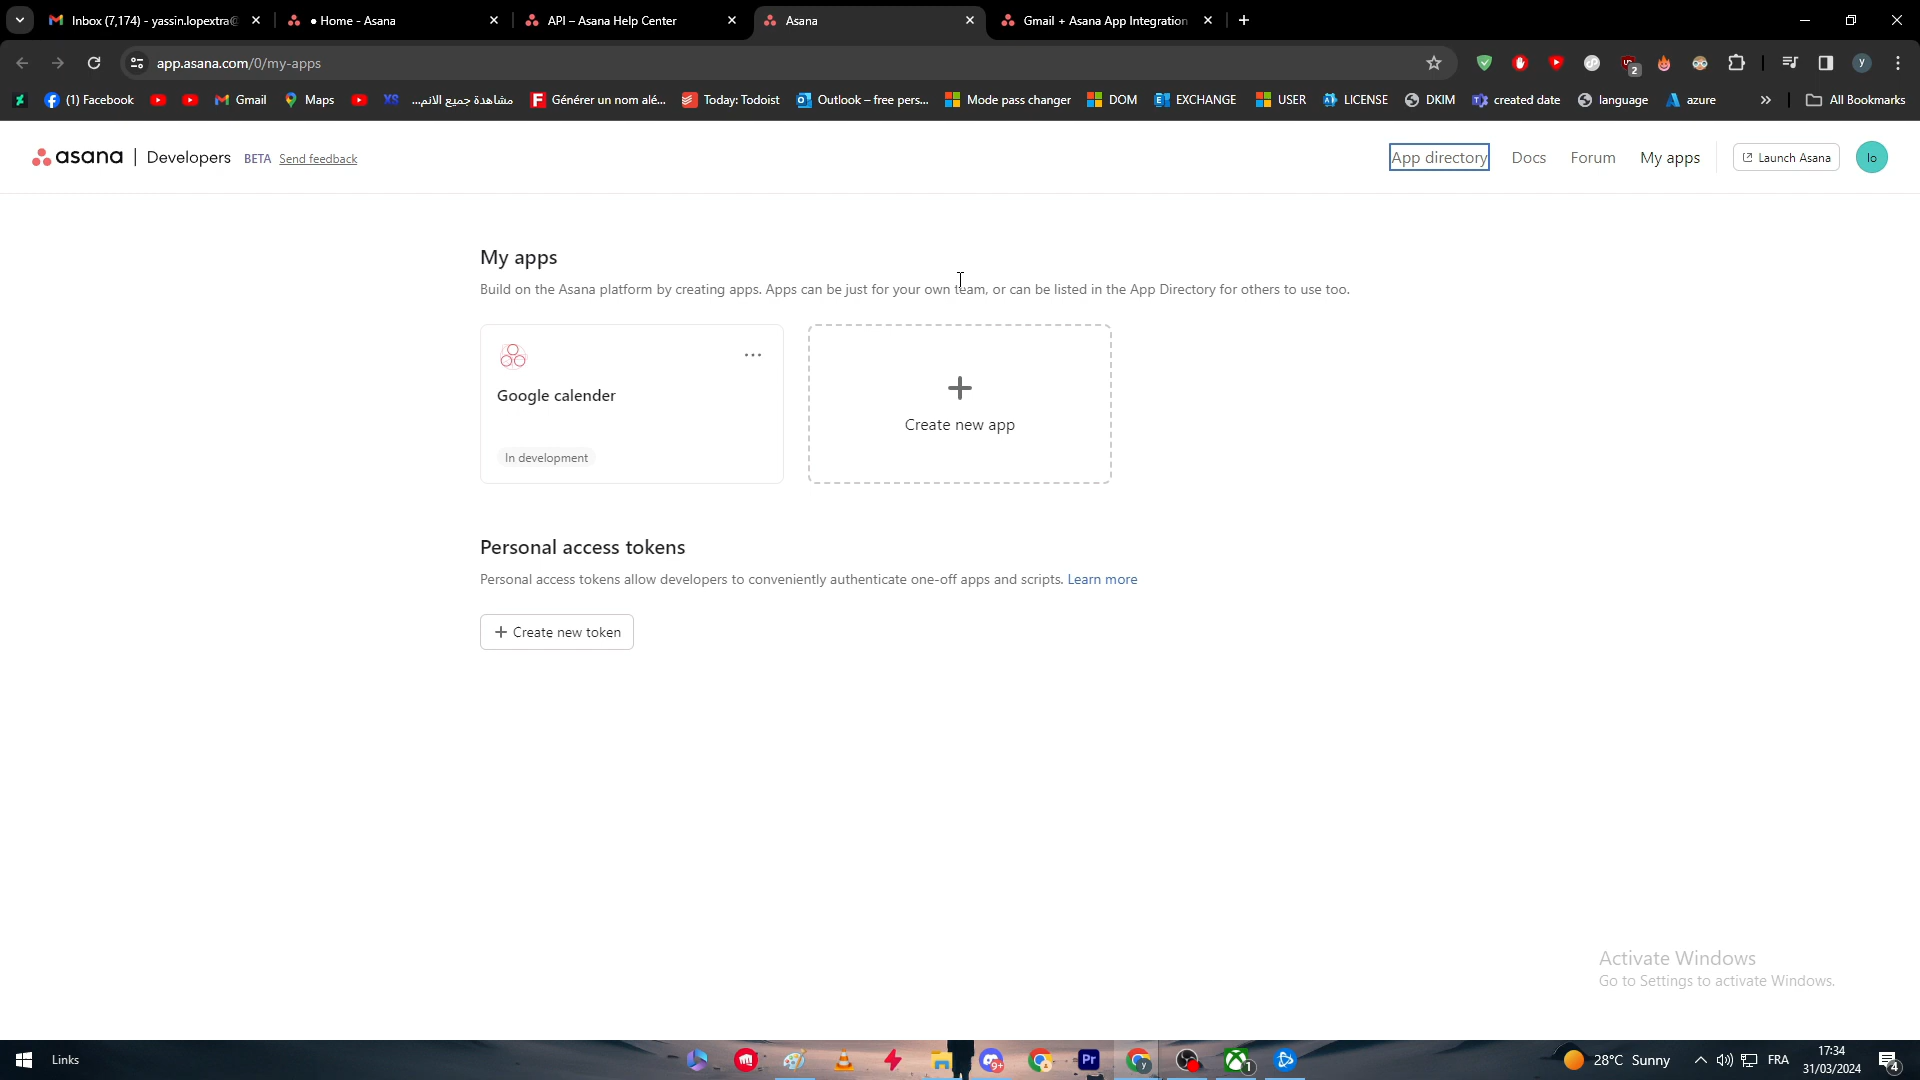 Inbox (7,174) - yassin.lopextra@
• Home - Asana
API – Asana Help Center
Asana
Gmail + Asana App Integration
app.asana.com/0/my-apps
2
y
(1) Facebook
Gmail
Maps
XS
مشاهدة جميع الانم...
Générer un nom alé...
Today: Todoist
Outlook – free pers...
Mode pass changer
DOM
EXCHANGE
USER
LICENSE
DKIM
created date
language
azure
All Bookmarks
asana | Developers BETA Send feedback
App directory
Docs
Forum
My apps
Launch Asana
lo
My apps
Build on the Asana platform by creating apps. Apps can be just for your own team, or can be listed in the App Directory for others to use too.
Google calender
In development
Create new app
Personal access tokens
Personal access tokens allow developers to conveniently authenticate one-off apps and scripts. Learn more
+ Create new token
Activate Windows
Go to Settings to activate Windows.
Links
9+
Pr
y
1
28°C Sunny
FRA
17:34
31/03/2024
4